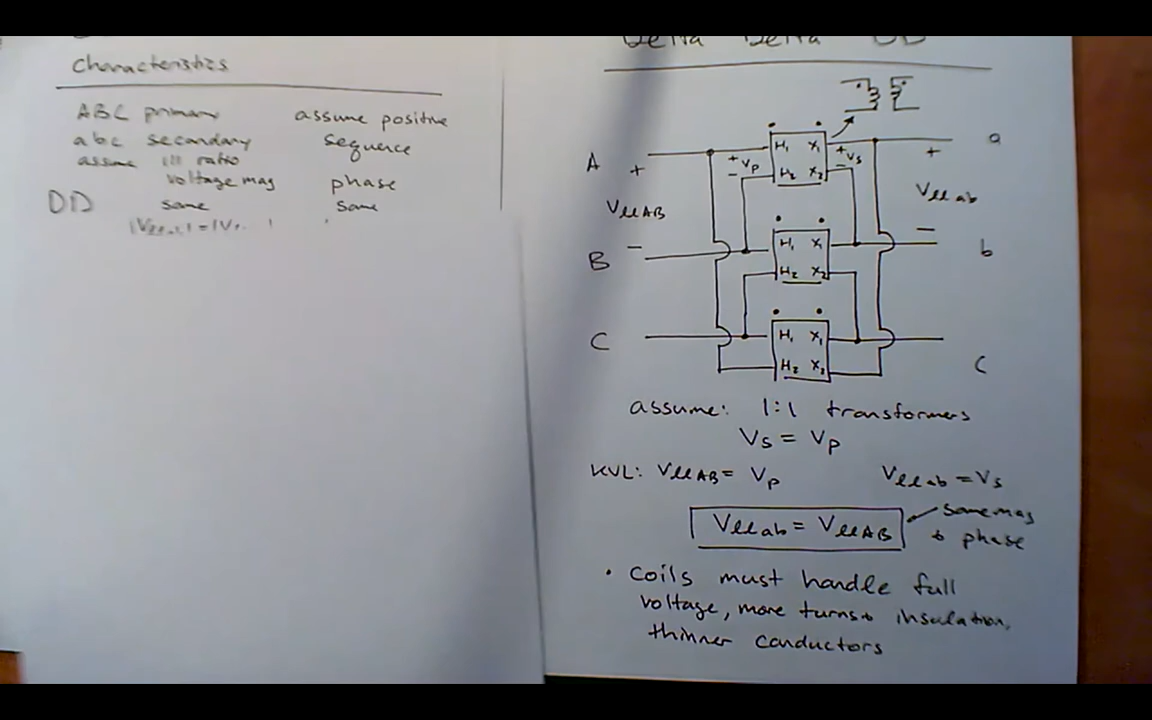 Characteristics
ABC primary assume positive
abc secondary sequence
assume 1:1 ratio
voltage mag phase
DD same same
Delta Delta DD
A + H1 X1 + a
+ Vp - H2 X2 + Vs -
VllAB Vllab
- H1 X1 -
B b
H2 X2
C H1 X1
H2 X2 C
assume: 1:1 transformers
Vs = Vp
KVL: VllAB = Vp Vllab = Vs
Vllab = VllAB same mag
+ phase
• coils must handle full
voltage, more turns + insulation,
thinner conductors